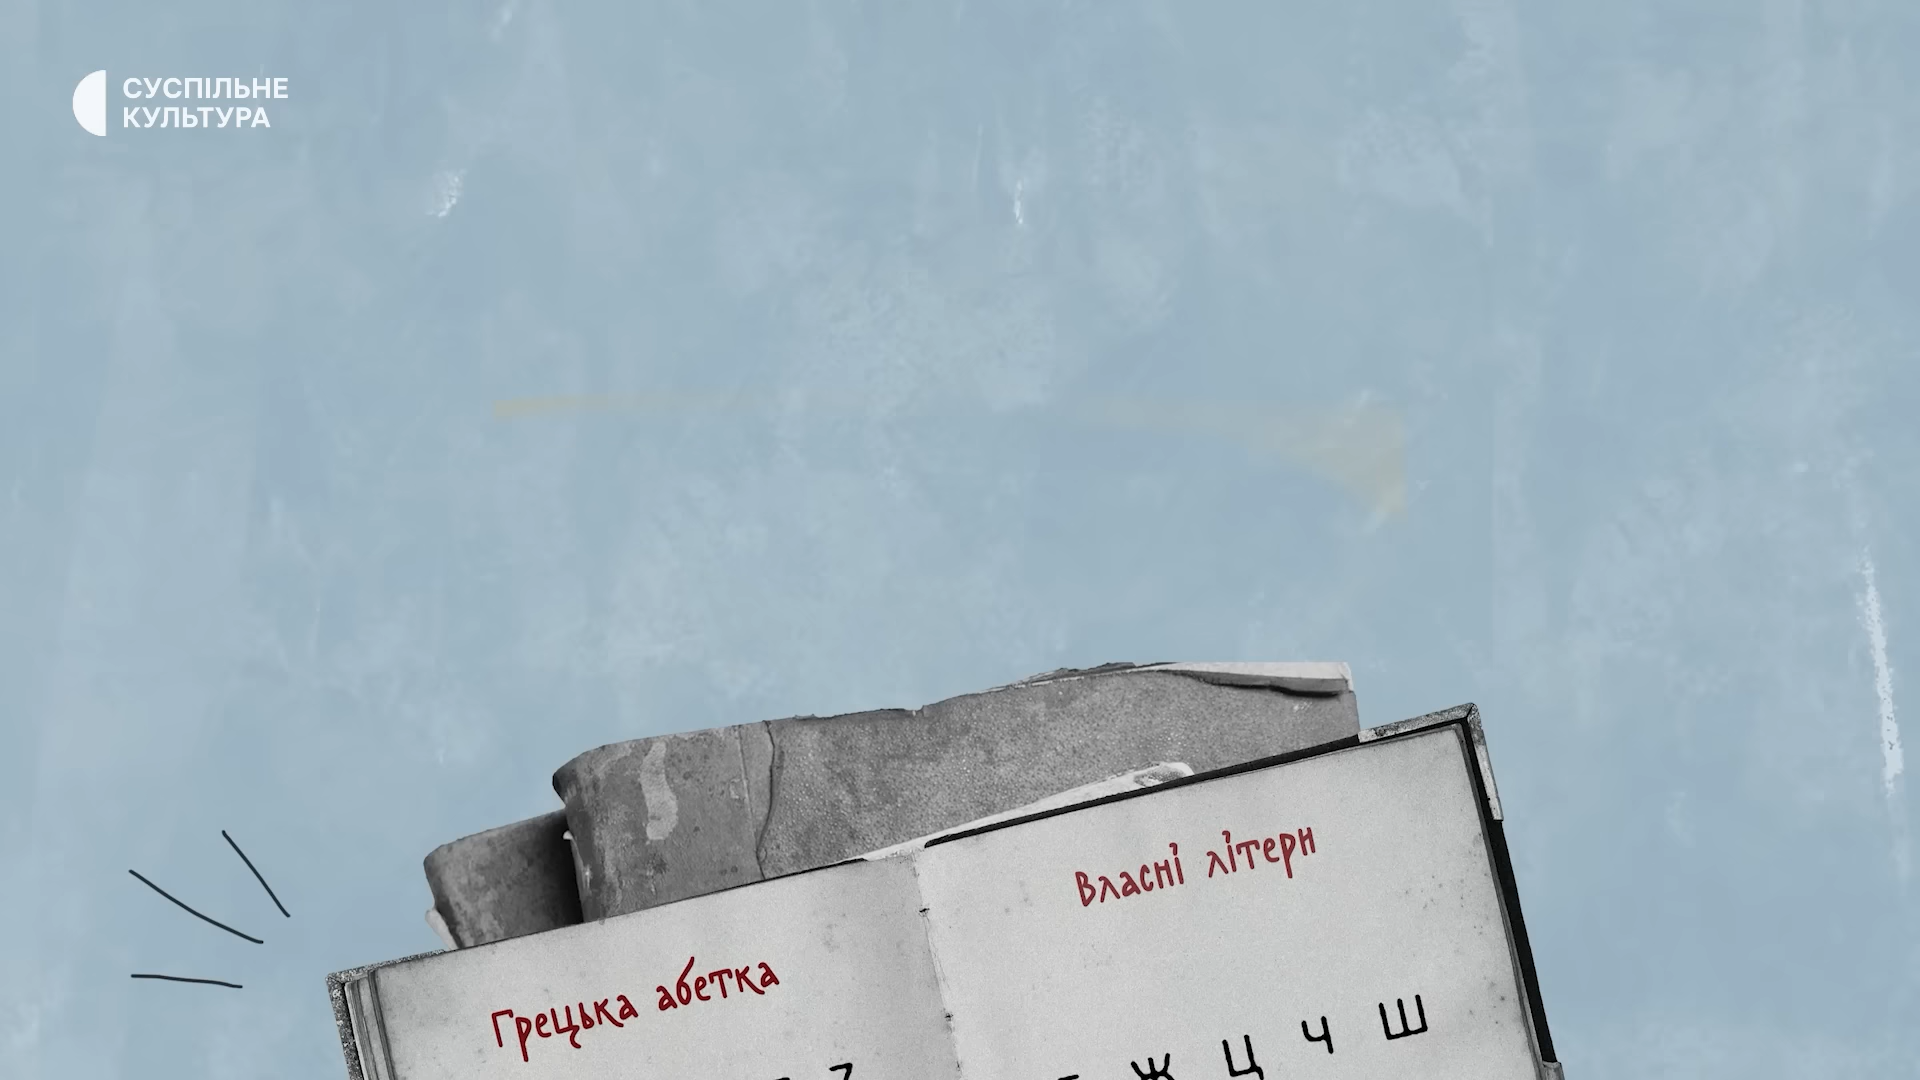 СУСПІЛЬНЕ
КУЛЬТУРА
Грецька абетка
Власні літери
Ж Ц Ч Ш